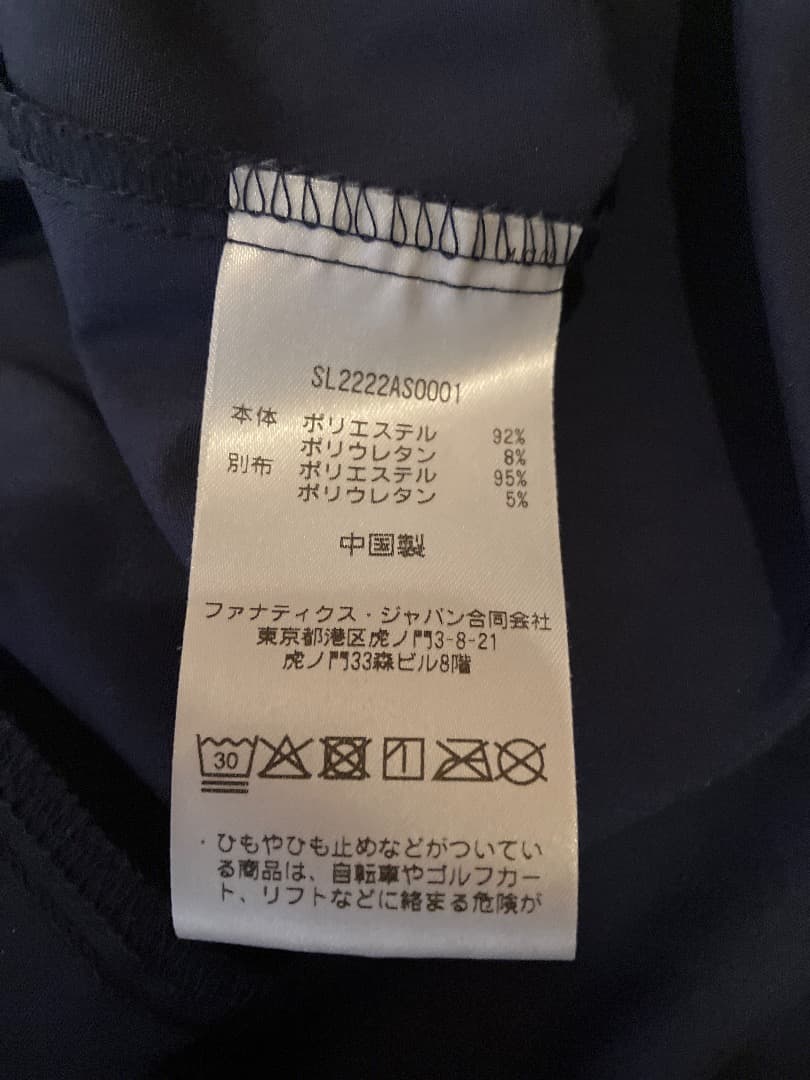 SL2222AS0001
本体 ポリエステル 92%
ポリウレタン 8%
別布 ポリエステル 95%
ポリウレタン 5%
中国製
ファナティクス・ジャパン合同会社
東京都港区虎ノ門3-8-21
虎ノ門33森ビル8階
30
・ひもやひも止めなどがついてい
る商品は、自転車やゴルフカー
ト、リフトなどに絡まる危険が